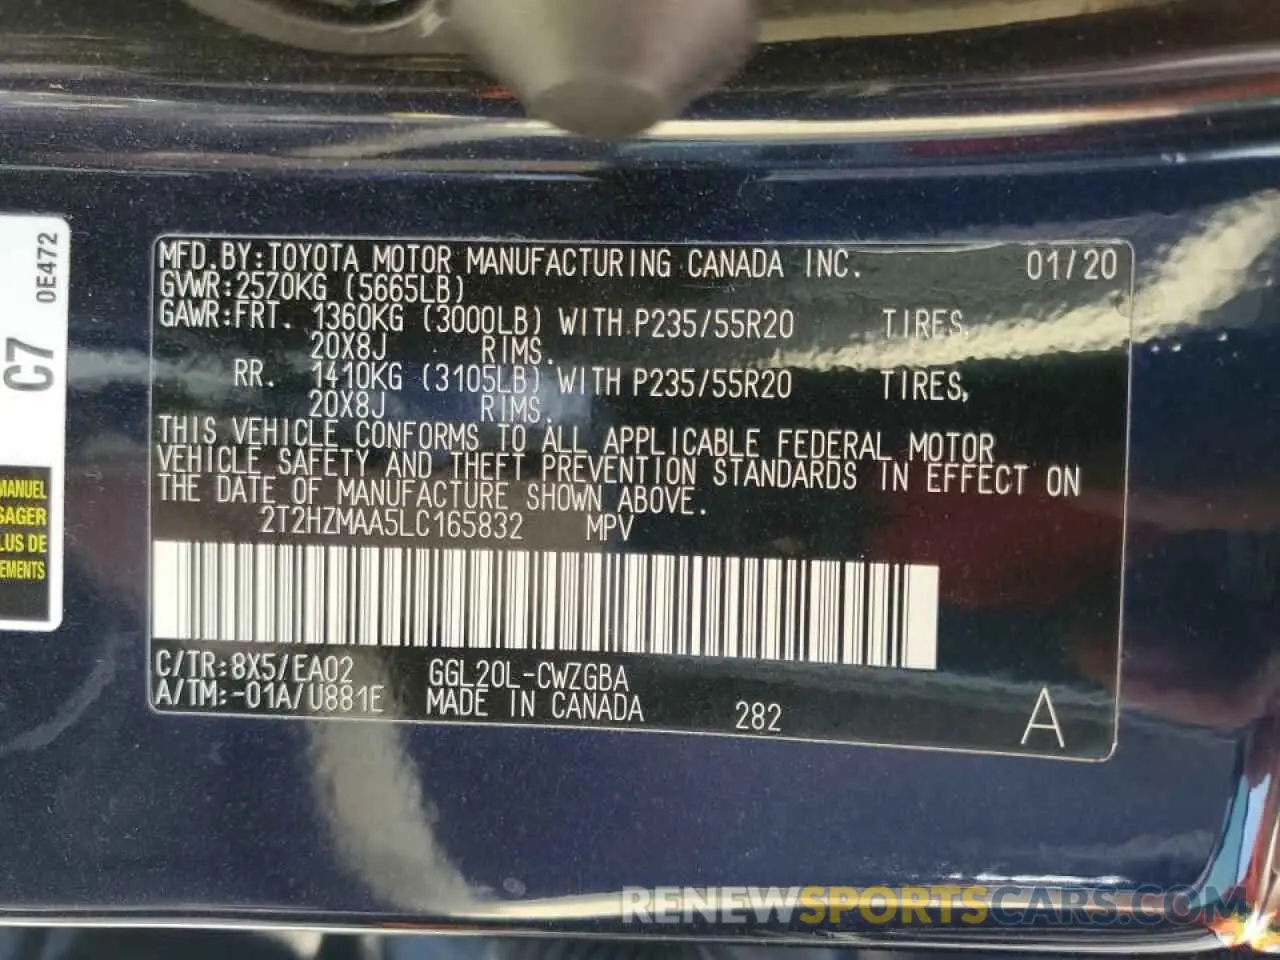 MFD.BY:TOYOTA MOTOR MANUFACTURING CANADA INC. 01/20
GVWR:2570KG (5665LB)
GAWR:FRT. 1360KG (3000LB) WITH P235/55R20 TIRES,
20X8J RIMS.
RR. 1410KG (3105LB) WITH P235/55R20 TIRES,
20X8J RIMS.
THIS VEHICLE CONFORMS TO ALL APPLICABLE FEDERAL MOTOR
VEHICLE SAFETY AND THEFT PREVENTION STANDARDS IN EFFECT ON
THE DATE OF MANUFACTURE SHOWN ABOVE.
2T2HZMAA5LC165832 MPV
C/TR:8X5/EA02 GGL20L-CWZGBA
A/TM:-01A/U881E MADE IN CANADA 282 A
0E472
C7
MANUEL
SAGER
LUS DE
EMENTS
RENEWSPORTSCARS.COM